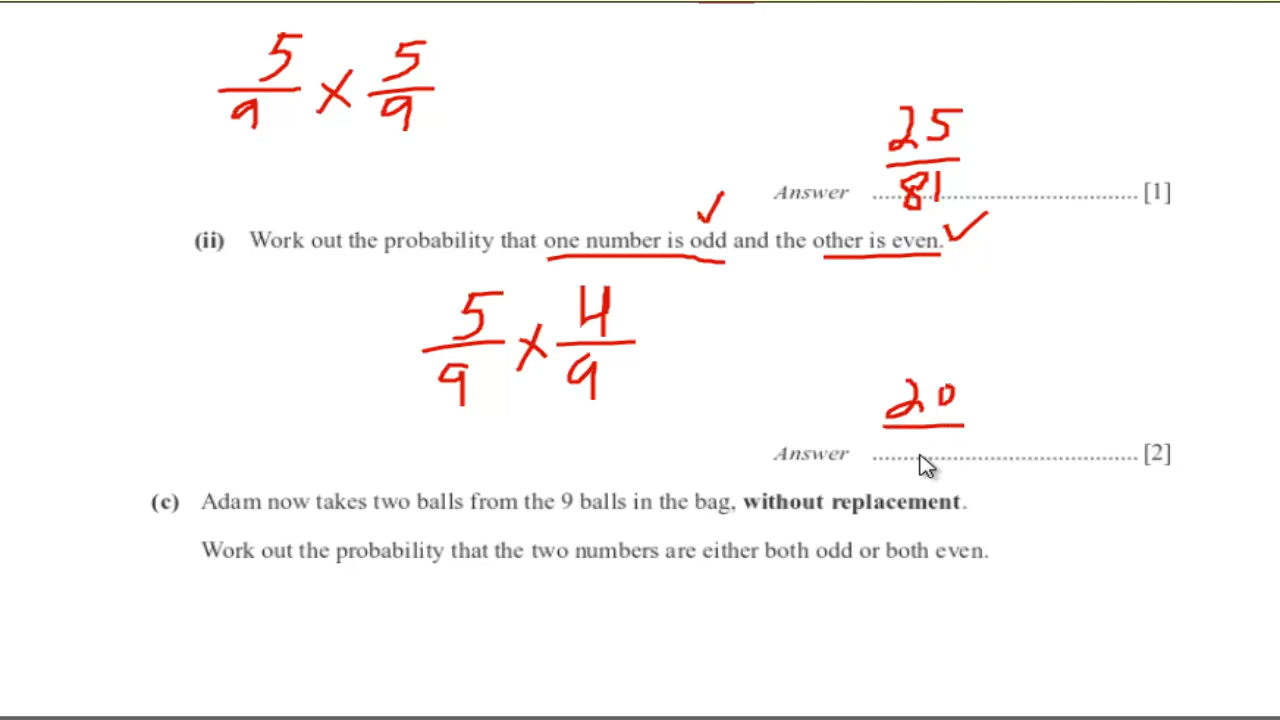 5/9 × 5/9
25/81
Answer ........................................ [1]
(ii) Work out the probability that one number is odd and the other is even.
5/9 × 4/9
20
Answer ........................................ [2]
(c) Adam now takes two balls from the 9 balls in the bag, without replacement.
Work out the probability that the two numbers are either both odd or both even.